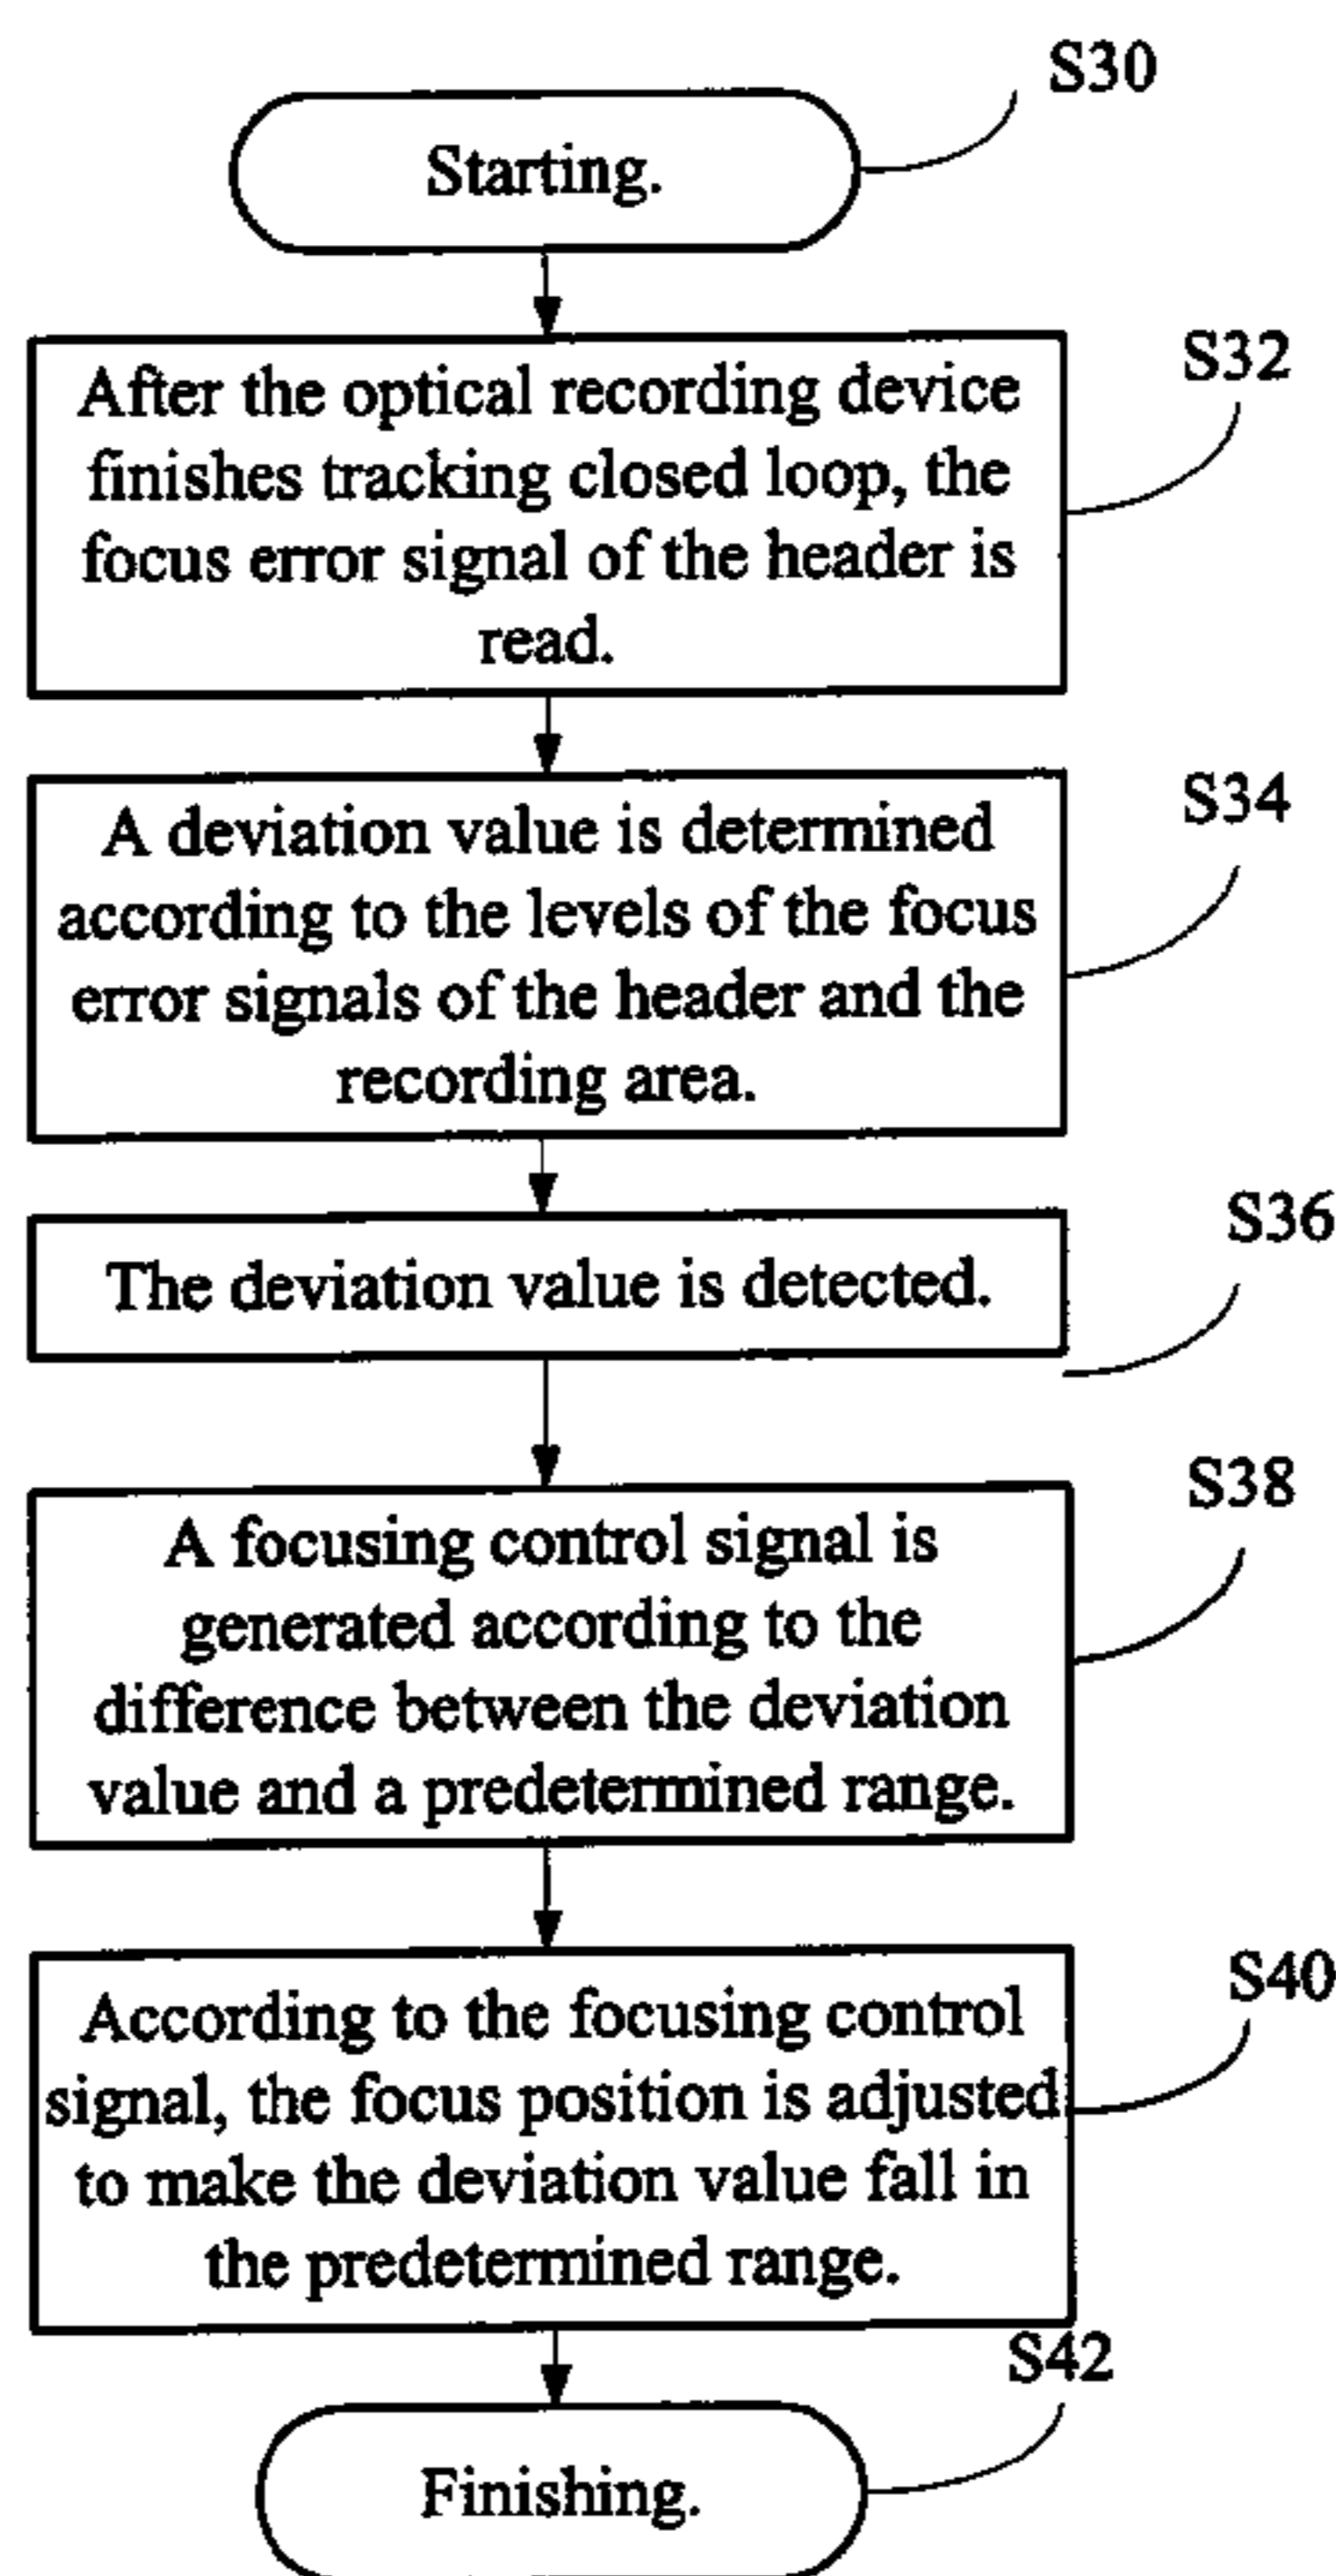 S30
Starting.
S32
After the optical recording device
finishes tracking closed loop, the
focus error signal of the header is
read.
S34
A deviation value is determined
according to the levels of the focus
error signals of the header and the
recording area.
S36
The deviation value is detected.
S38
A focusing control signal is
generated according to the
difference between the deviation
value and a predetermined range.
S40
According to the focusing control
signal, the focus position is adjusted
to make the deviation value fall in
the predetermined range.
S42
Finishing.